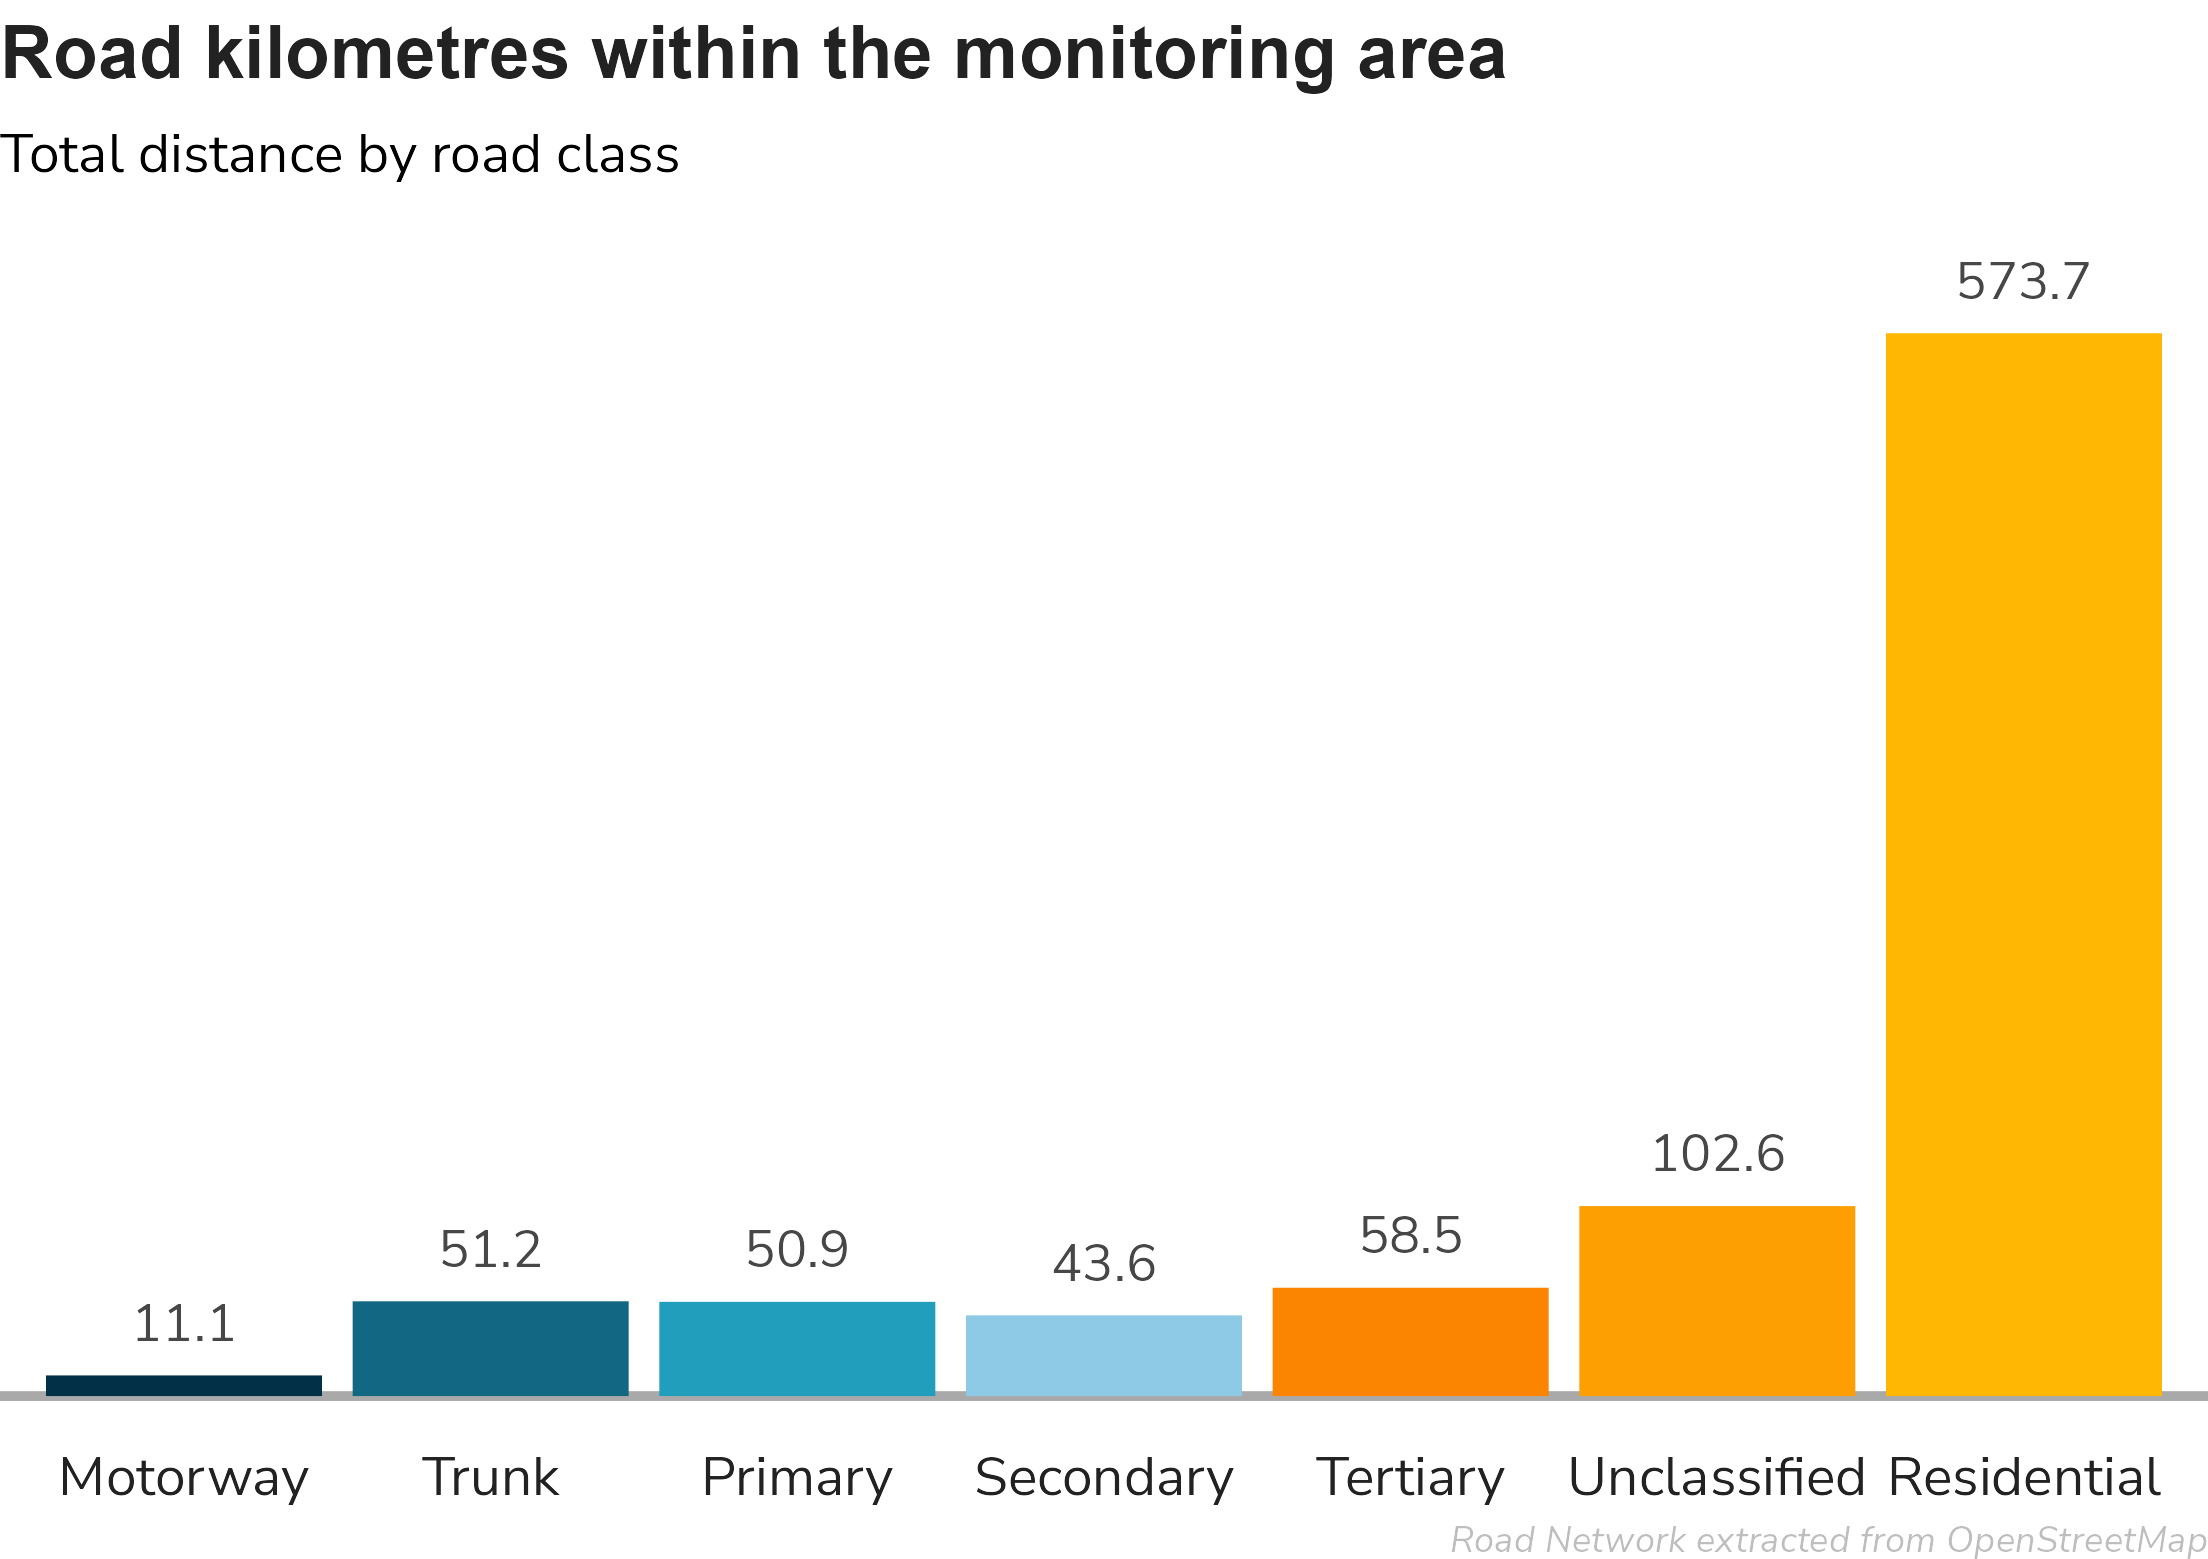 Road kilometres within the monitoring area
Total distance by road class
573.7
102.6
58.5
51.2
50.9
43.6
11.1
Motorway
Trunk
Primary
Secondary
Tertiary
Unclassified
Residential
Road Network extracted from OpenStreetMap